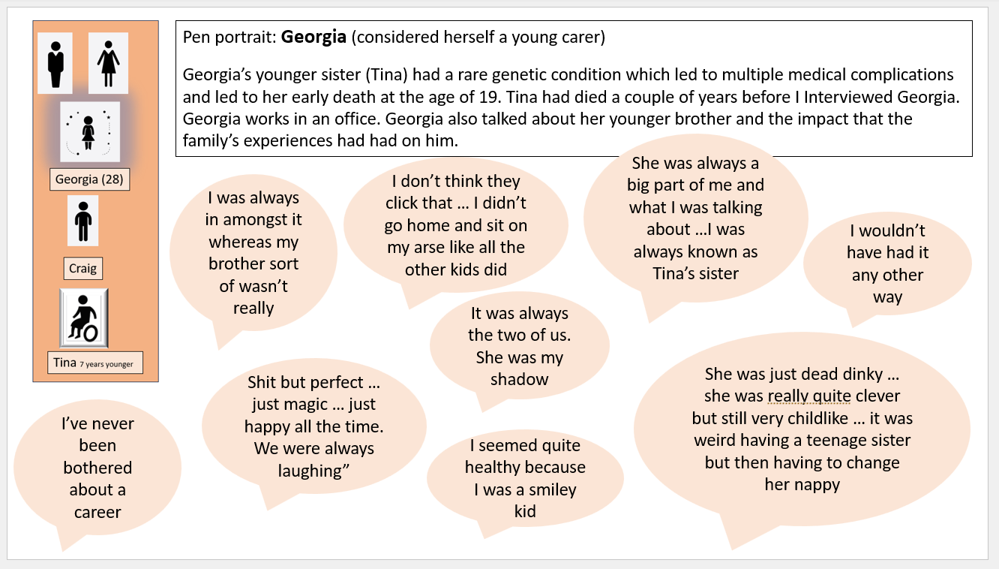 Pen portrait: Georgia (considered herself a young carer)
Georgia’s younger sister (Tina) had a rare genetic condition which led to multiple medical complications
and led to her early death at the age of 19. Tina had died a couple of years before I Interviewed Georgia.
Georgia works in an office. Georgia also talked about her younger brother and the impact that the
family’s experiences had had on him.
Georgia (28)
Craig
Tina 7 years younger
I was always
in amongst it
whereas my
brother sort
of wasn’t
really
I don’t think they
click that … I didn’t
go home and sit on
my arse like all the
other kids did
She was always a
big part of me and
what I was talking
about …I was
always known as
Tina’s sister
I wouldn’t
have had it
any other
way
It was always
the two of us.
She was my
shadow
Shit but perfect …
just magic … just
happy all the time.
We were always
laughing”
She was just dead dinky …
she was really quite clever
but still very childlike … it was
weird having a teenage sister
but then having to change
her nappy
I’ve never
been
bothered
about a
career
I seemed quite
healthy because
I was a smiley
kid